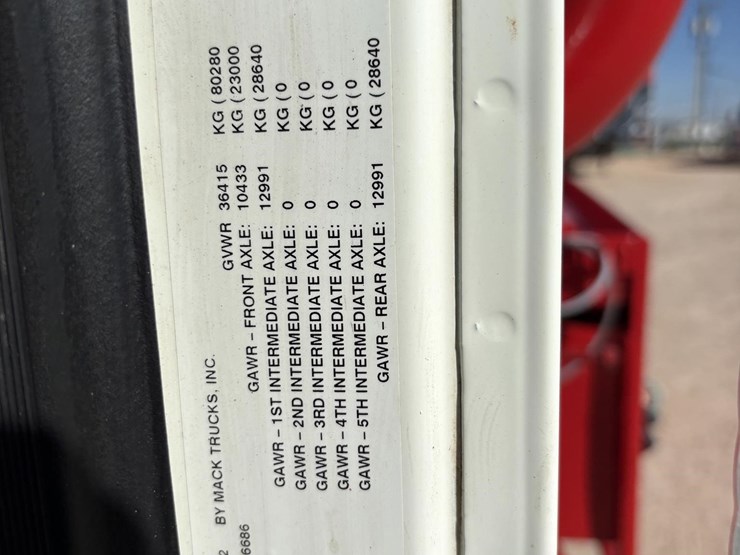 2 BY MACK TRUCKS, INC.
6686
GVWR 36415 KG ( 80280
GAWR – FRONT AXLE: 10433 KG ( 23000
GAWR – 1ST INTERMEDIATE AXLE: 12991 KG ( 28640
GAWR – 2ND INTERMEDIATE AXLE: 0 KG ( 0
GAWR – 3RD INTERMEDIATE AXLE: 0 KG ( 0
GAWR – 4TH INTERMEDIATE AXLE: 0 KG ( 0
GAWR – 5TH INTERMEDIATE AXLE: 0 KG ( 0
GAWR – REAR AXLE: 12991 KG ( 28640